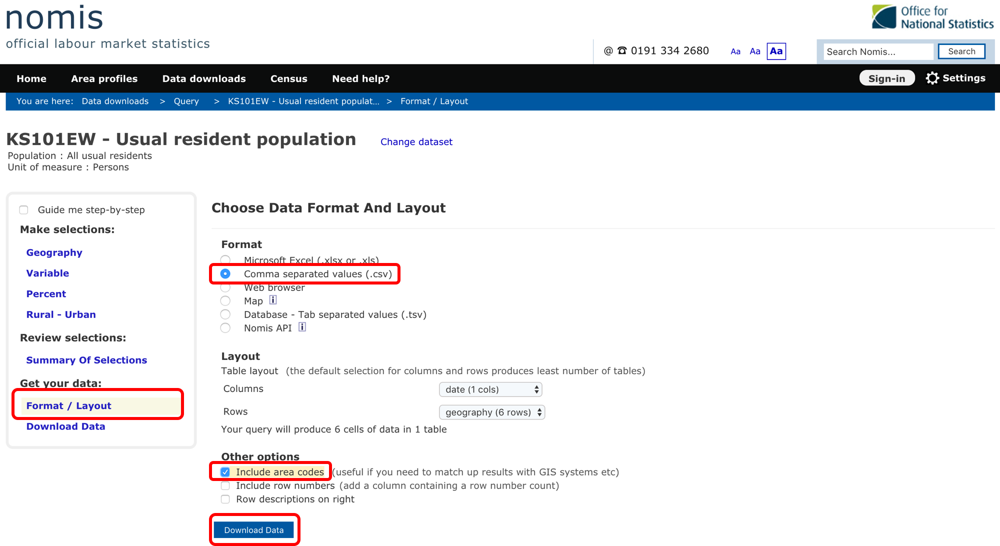 nomis
official labour market statistics
Office for
National Statistics
@ ☎ 0191 334 2680 Aa Aa Aa Search Nomis... Search
Home Area profiles Data downloads Census Need help? Sign-in Settings
You are here: Data downloads > Query > KS101EW - Usual resident populat... > Format / Layout
KS101EW - Usual resident population Change dataset
Population : All usual residents
Unit of measure : Persons
Guide me step-by-step
Make selections:
Geography
Variable
Percent
Rural - Urban
Review selections:
Summary Of Selections
Get your data:
Format / Layout
Download Data
Choose Data Format And Layout
Format
Microsoft Excel (.xlsx or .xls)
Comma separated values (.csv)
Web browser
Map i
Database - Tab separated values (.tsv)
Nomis API i
Layout
Table layout (the default selection for columns and rows produces least number of tables)
Columns date (1 cols)
Rows geography (6 rows)
Your query will produce 6 cells of data in 1 table
Other options
Include area codes (useful if you need to match up results with GIS systems etc)
Include row numbers (add a column containing a row number count)
Row descriptions on right
Download Data